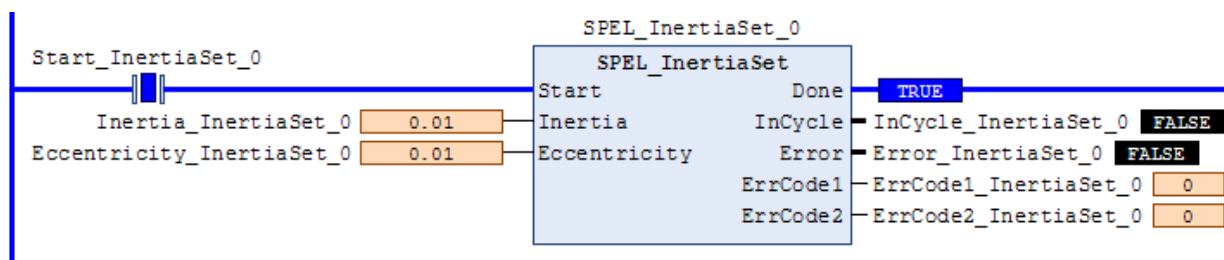 SPEL_InertiaSet_0
Start_InertiaSet_0
SPEL_InertiaSet
Start Done TRUE
Inertia_InertiaSet_0 0.01 Inertia InCycle InCycle_InertiaSet_0 FALSE
Eccentricity_InertiaSet_0 0.01 Eccentricity Error Error_InertiaSet_0 FALSE
ErrCode1 ErrCode1_InertiaSet_0 0
ErrCode2 ErrCode2_InertiaSet_0 0